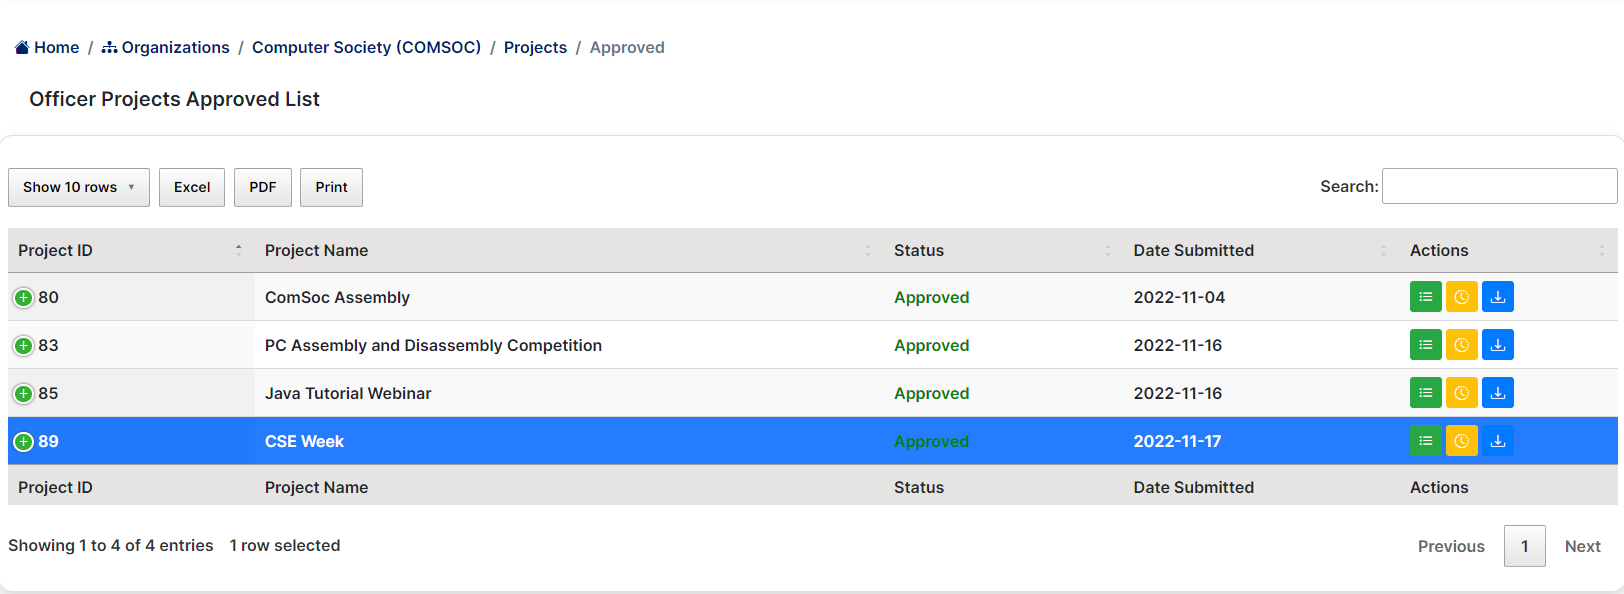 Home / Organizations / Computer Society (COMSOC) / Projects / Approved
Officer Projects Approved List
Show 10 rows Excel PDF Print Search:
Project ID Project Name Status Date Submitted Actions
80 ComSoc Assembly Approved 2022-11-04
83 PC Assembly and Disassembly Competition Approved 2022-11-16
85 Java Tutorial Webinar Approved 2022-11-16
89 CSE Week Approved 2022-11-17
Project ID Project Name Status Date Submitted Actions
Showing 1 to 4 of 4 entries 1 row selected Previous 1 Next